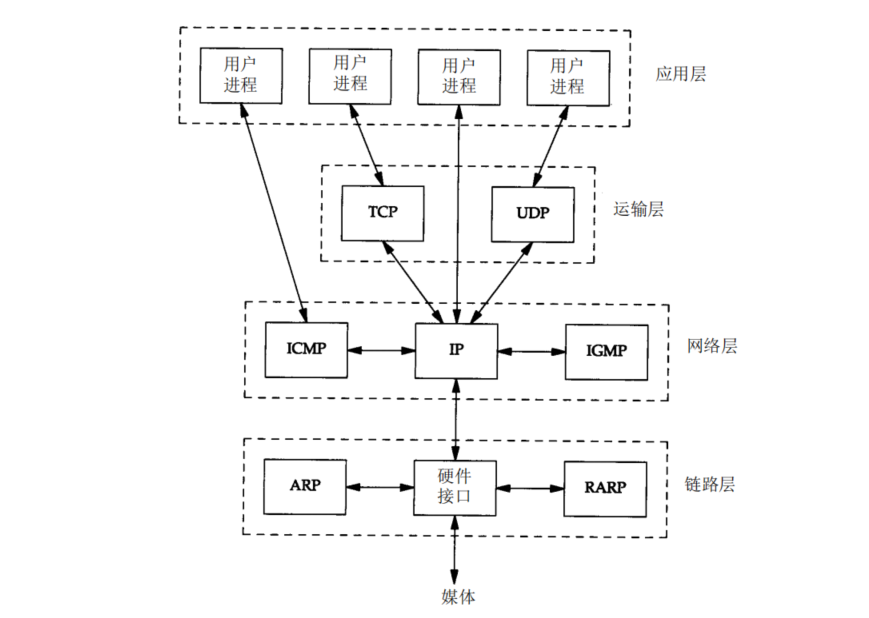 用户
进程
用户
进程
用户
进程
用户
进程
应用层
TCP
UDP
运输层
ICMP
IP
IGMP
网络层
ARP
硬件
接口
RARP
链路层
媒体